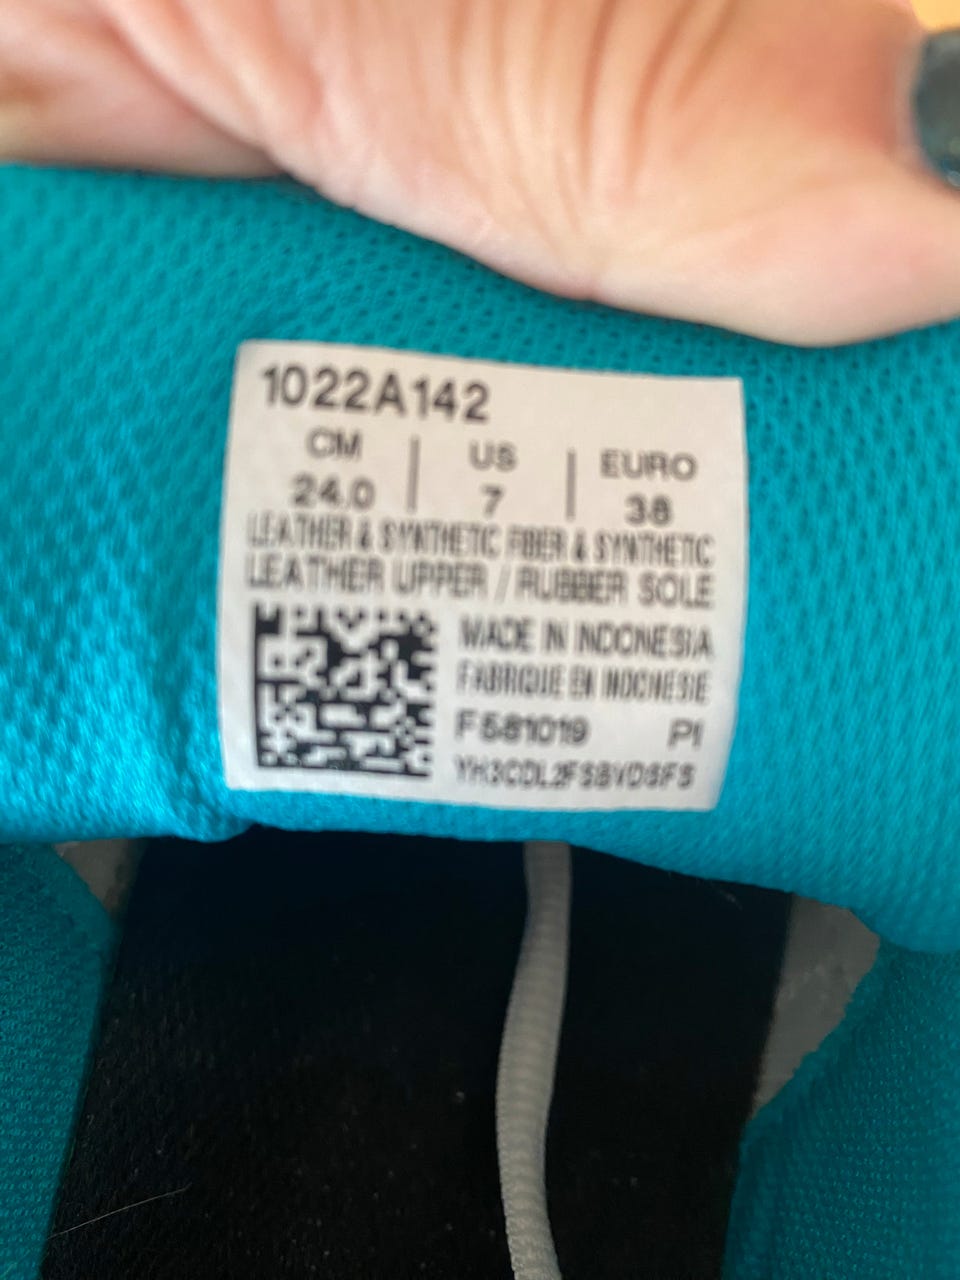 1022A142
CM | US | EURO
24.0 | 7 | 38
LEATHER & SYNTHETIC FIBER & SYNTHETIC
LEATHER UPPER / RUBBER SOLE
MADE IN INDONESIA
FABRIQUE EN INDONESIE
F581019 PI